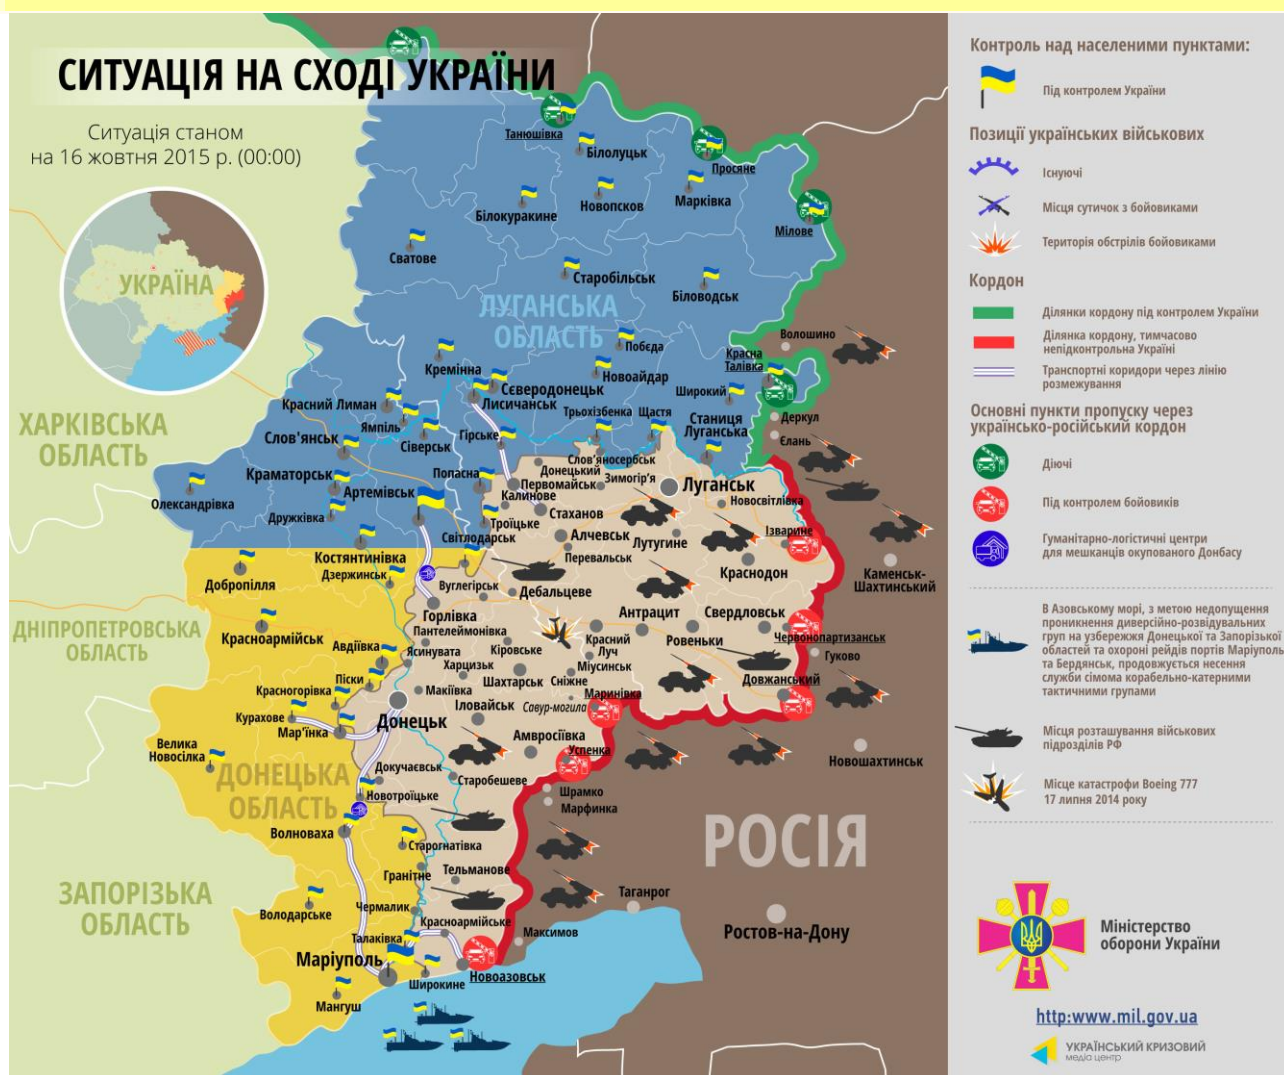 СИТУАЦІЯ НА СХОДІ УКРАЇНИ
Ситуація станом
на 16 жовтня 2015 р. (00:00)
УКРАЇНА
ХАРКІВСЬКА
ОБЛАСТЬ
ДНІПРОПЕТРОВСЬКА
ОБЛАСТЬ
ЗАПОРІЗЬКА
ОБЛАСТЬ
ЛУГАНСЬКА
ОБЛАСТЬ
ДОНЕЦЬКА
ОБЛАСТЬ
РОСІЯ
Танюшівка
Білолуцьк
Просяне
Білокуракине
Новопсков
Марківка
Мілове
Сватове
Старобільськ
Біловодськ
Волошино
Побєда
Красна
Талівка
Кремінна
Новоайдар
Сєверодонецьк
Широкий
Красний Лиман
Лисичанськ
Трьохізбенка
Щастя
Станиця
Луганська
Деркул
Ямпіль
Єлань
Слов'янськ
Сіверськ
Гірське
Слов'яносербськ
Краматорськ
Попасна
Донецький
Первомайськ
Зимогір'я
Луганськ
Олександрівка
Артемівськ
Калинове
Новосвітлівка
Дружківка
Троїцьке
Стаханов
Ізварине
Світлодарськ
Алчевськ
Лутугине
Костянтинівка
Перевальськ
Дзержинськ
Краснодон
Каменськ-
Шахтинський
Добропілля
Вуглегірськ
Дебальцеве
Горлівка
Антрацит
Свердловськ
Красноармійськ
Пантелеймонівка
Красний
Луч
Ровеньки
Червонопартизанськ
Авдіївка
Ясинувата
Кіровське
Гуково
Харцизьк
Міусинськ
Піски
Шахтарськ
Сніжне
Довжанський
Красногорівка
Макіївка
Маринівка
Курахове
Донецьк
Іловайськ
Савур-могила
Мар'їнка
Велика
Новосілка
Амвросіївка
Успенка
Новошахтинськ
Докучаєвськ
Старобешеве
Новотроїцьке
Шрамко
Марфинка
Волноваха
Старогнатівка
Гранітне
Тельманове
Таганрог
Володарське
Чермалик
Красноармійське
Максимов
Ростов-на-Дону
Талаківка
Маріуполь
Широкине
Новоазовськ
Мангуш
Контроль над населеними пунктами:
Під контролем України
Позиції українських військових
Існуючі
Місця сутичок з бойовиками
Територія обстрілів бойовиками
Кордон
Ділянки кордону під контролем України
Ділянка кордону, тимчасово
непідконтрольна Україні
Транспортні коридори через лінію
розмежування
Основні пункти пропуску через
українсько-російський кордон
Діючі
Під контролем бойовиків
Гуманітарно-логістичні центри
для мешканців окупованого Донбасу
В Азовському морі, з метою недопущення
проникнення диверсійно-розвідувальних
груп на узбережжя Донецької та Запорізької
областей та охороні рейдів портів Маріуполь
та Бердянськ, продовжується несення
служби сімома корабельно-катерними
тактичними групами
Місця розташування військових
підрозділів РФ
Місце катастрофи Boeing 777
17 липня 2014 року
Міністерство
оборони України
http:www.mil.gov.ua
УКРАЇНСЬКИЙ КРИЗОВИЙ
медіа центр